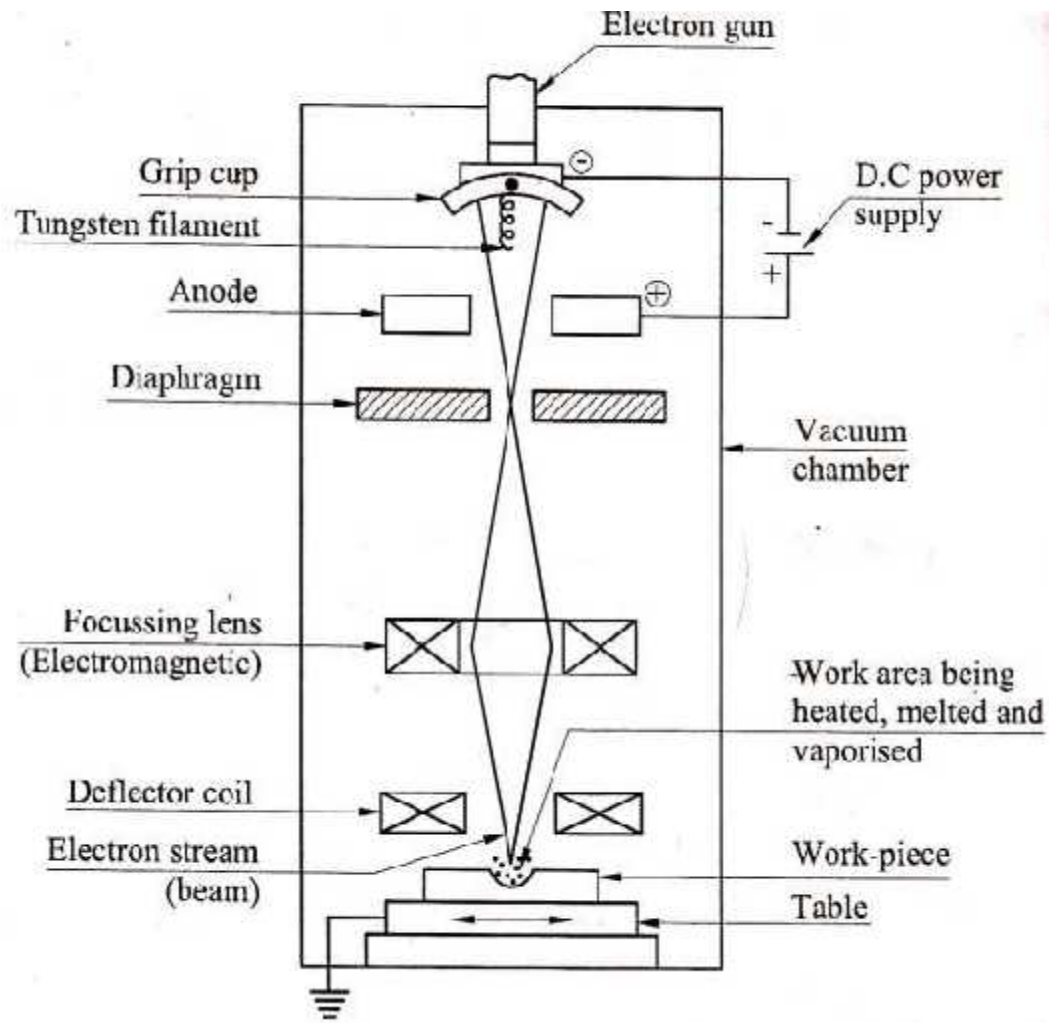 Electron gun
Grip cup
Tungsten filament
Anode
Diaphragm
Focussing lens
(Electromagnetic)
Deflector coil
Electron stream
(beam)
D.C power
supply
-
+
Vacuum
chamber
Work area being
heated, melted and
vaporised
Work-piece
Table